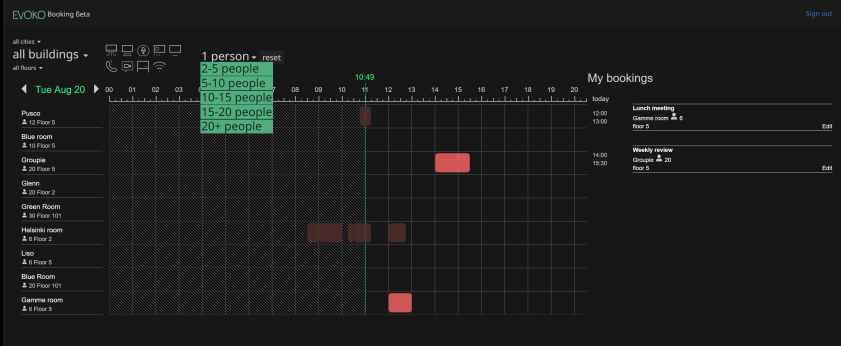 EVOKO Booking Beta
Sign out
all cities
all buildings
all floors
1 person
reset
2-5 people
5-10 people
10-15 people
15-20 people
20+ people
10:49
Tue Aug 20
00 01 02 03 05 06 07 08 09 10 11 12 13 14 15 16 17 18 19 20
Pusco
12 Floor 5
Blue room
10 Floor 5
Groupie
20 Floor 5
Glenn
20 Floor 2
Green Room
30 Floor 101
Helsinki room
8 Floor 2
Liso
6 Floor 5
Blue Room
20 Floor 101
Gamme room
6 Floor 5
My bookings
today
12:00
13:00
Lunch meeting
Gamme room 6
floor 5
Edit
14:00
15:30
Weekly review
Groupie 20
floor 5
Edit